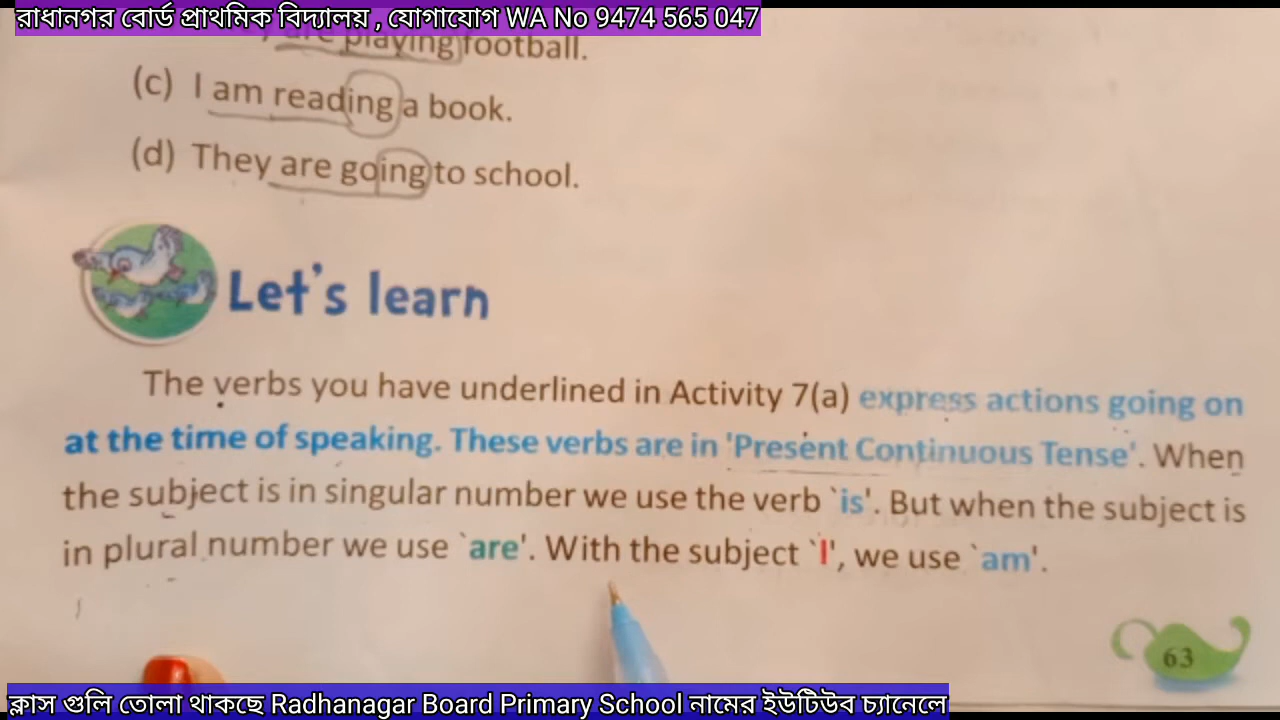 রাধানগর বোর্ড প্রাথমিক বিদ্যালয় , যোগাযোগ WA No 9474 565 047
are playing football.
(c) I am reading a book.
(d) They are going to school.
Let's learn
The verbs you have underlined in Activity 7(a) express actions going on
at the time of speaking. These verbs are in 'Present Continuous Tense'. When
the subject is in singular number we use the verb `is'. But when the subject is
in plural number we use `are'. With the subject `I', we use `am'.
63
ক্লাস গুলি তোলা থাকছে Radhanagar Board Primary School নামের ইউটিউব চ্যানেলে